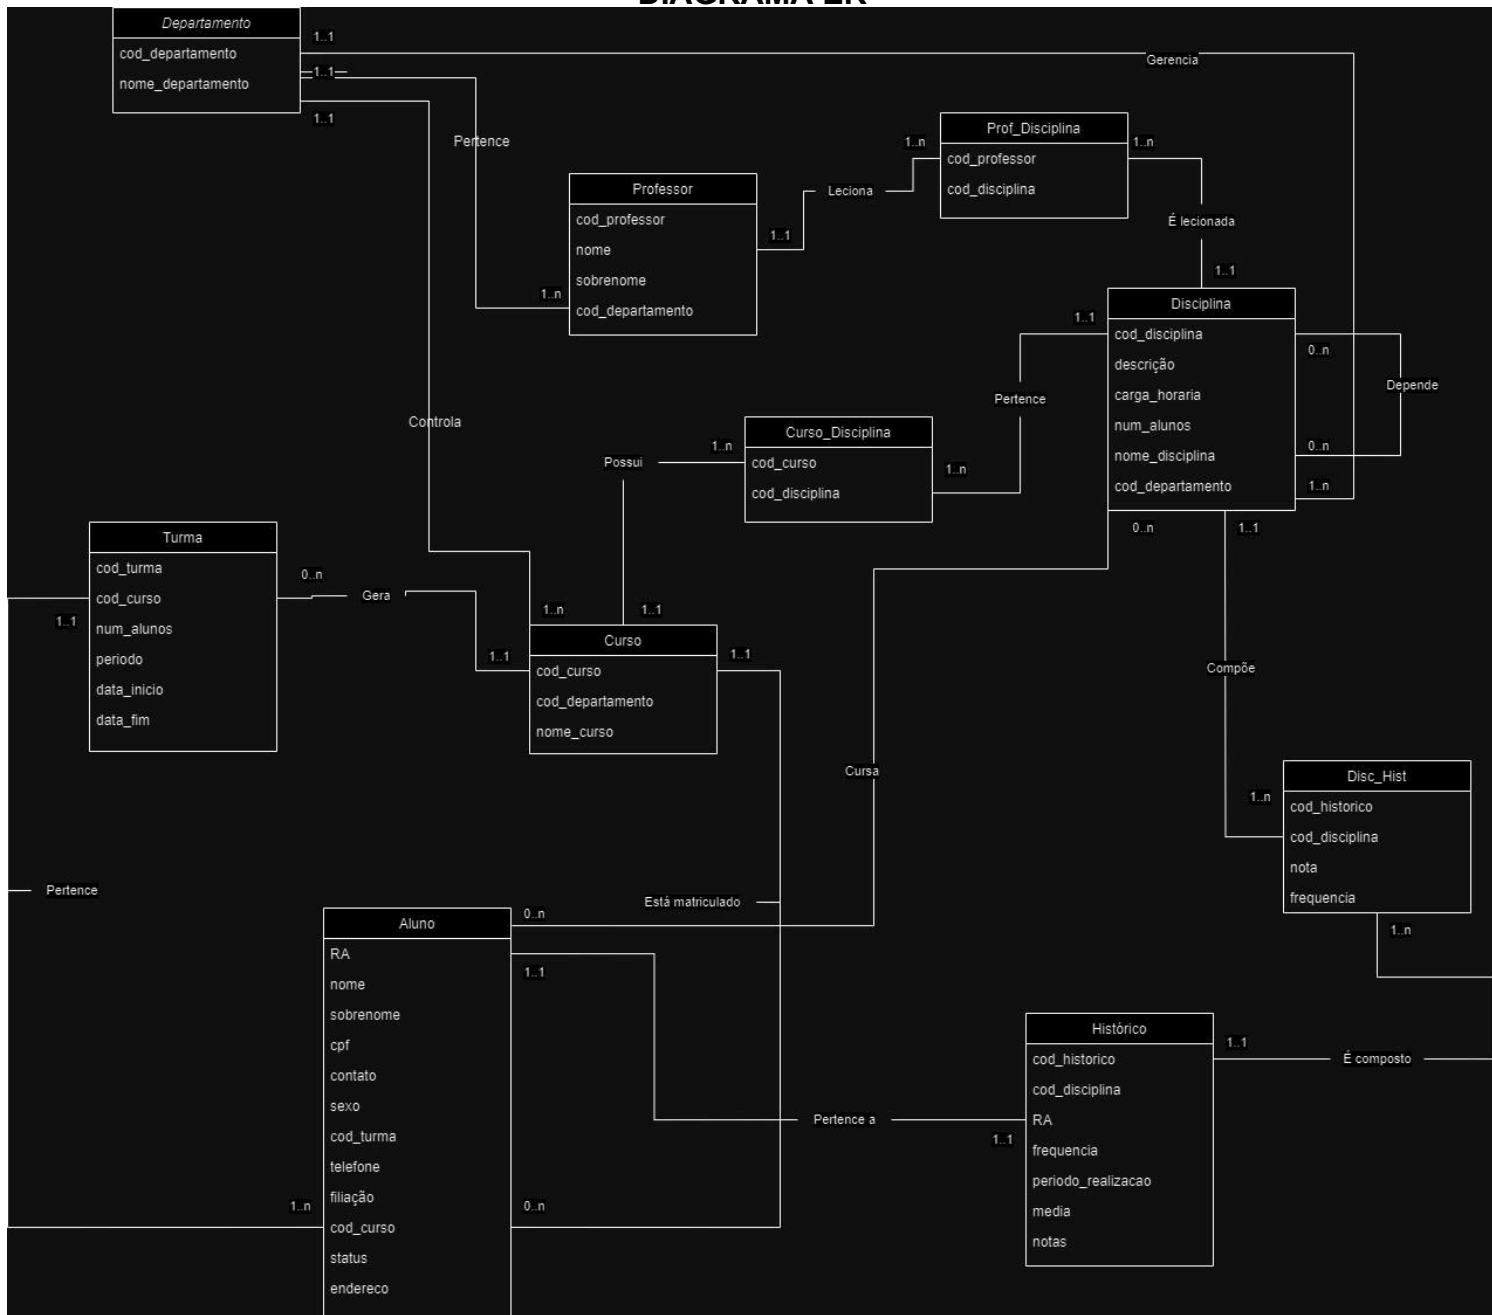 DIAGRAMA ER
Departamento
cod_departamento
nome_departamento
1..1
1..1
1..1
Gerencia
Pertence
Professor
cod_professor
nome
sobrenome
cod_departamento
1..n
1..1
Leciona
1..n
Prof_Disciplina
cod_professor
cod_disciplina
1..n
É lecionada
1..1
Disciplina
cod_disciplina
descrição
carga_horaria
num_alunos
nome_disciplina
cod_departamento
1..1
0..n
Depende
0..n
1..n
0..n
1..1
Pertence
Controla
Curso_Disciplina
cod_curso
cod_disciplina
1..n
1..n
Possui
Turma
cod_turma
cod_curso
num_alunos
periodo
data_inicio
data_fim
0..n
1..1
Gera
1..n
1..1
Curso
cod_curso
cod_departamento
nome_curso
1..1
1..1
Compõe
Cursa
Disc_Hist
cod_historico
cod_disciplina
nota
frequência
1..n
1..n
Pertence
Está matriculado
Aluno
RA
nome
sobrenome
cpf
contato
sexo
cod_turma
telefone
filiação
cod_curso
status
endereco
0..n
1..1
1..n
0..n
Pertence a
1..1
Histórico
cod_historico
cod_disciplina
RA
frequência
periodo_realizacao
media
notas
1..1
É composto